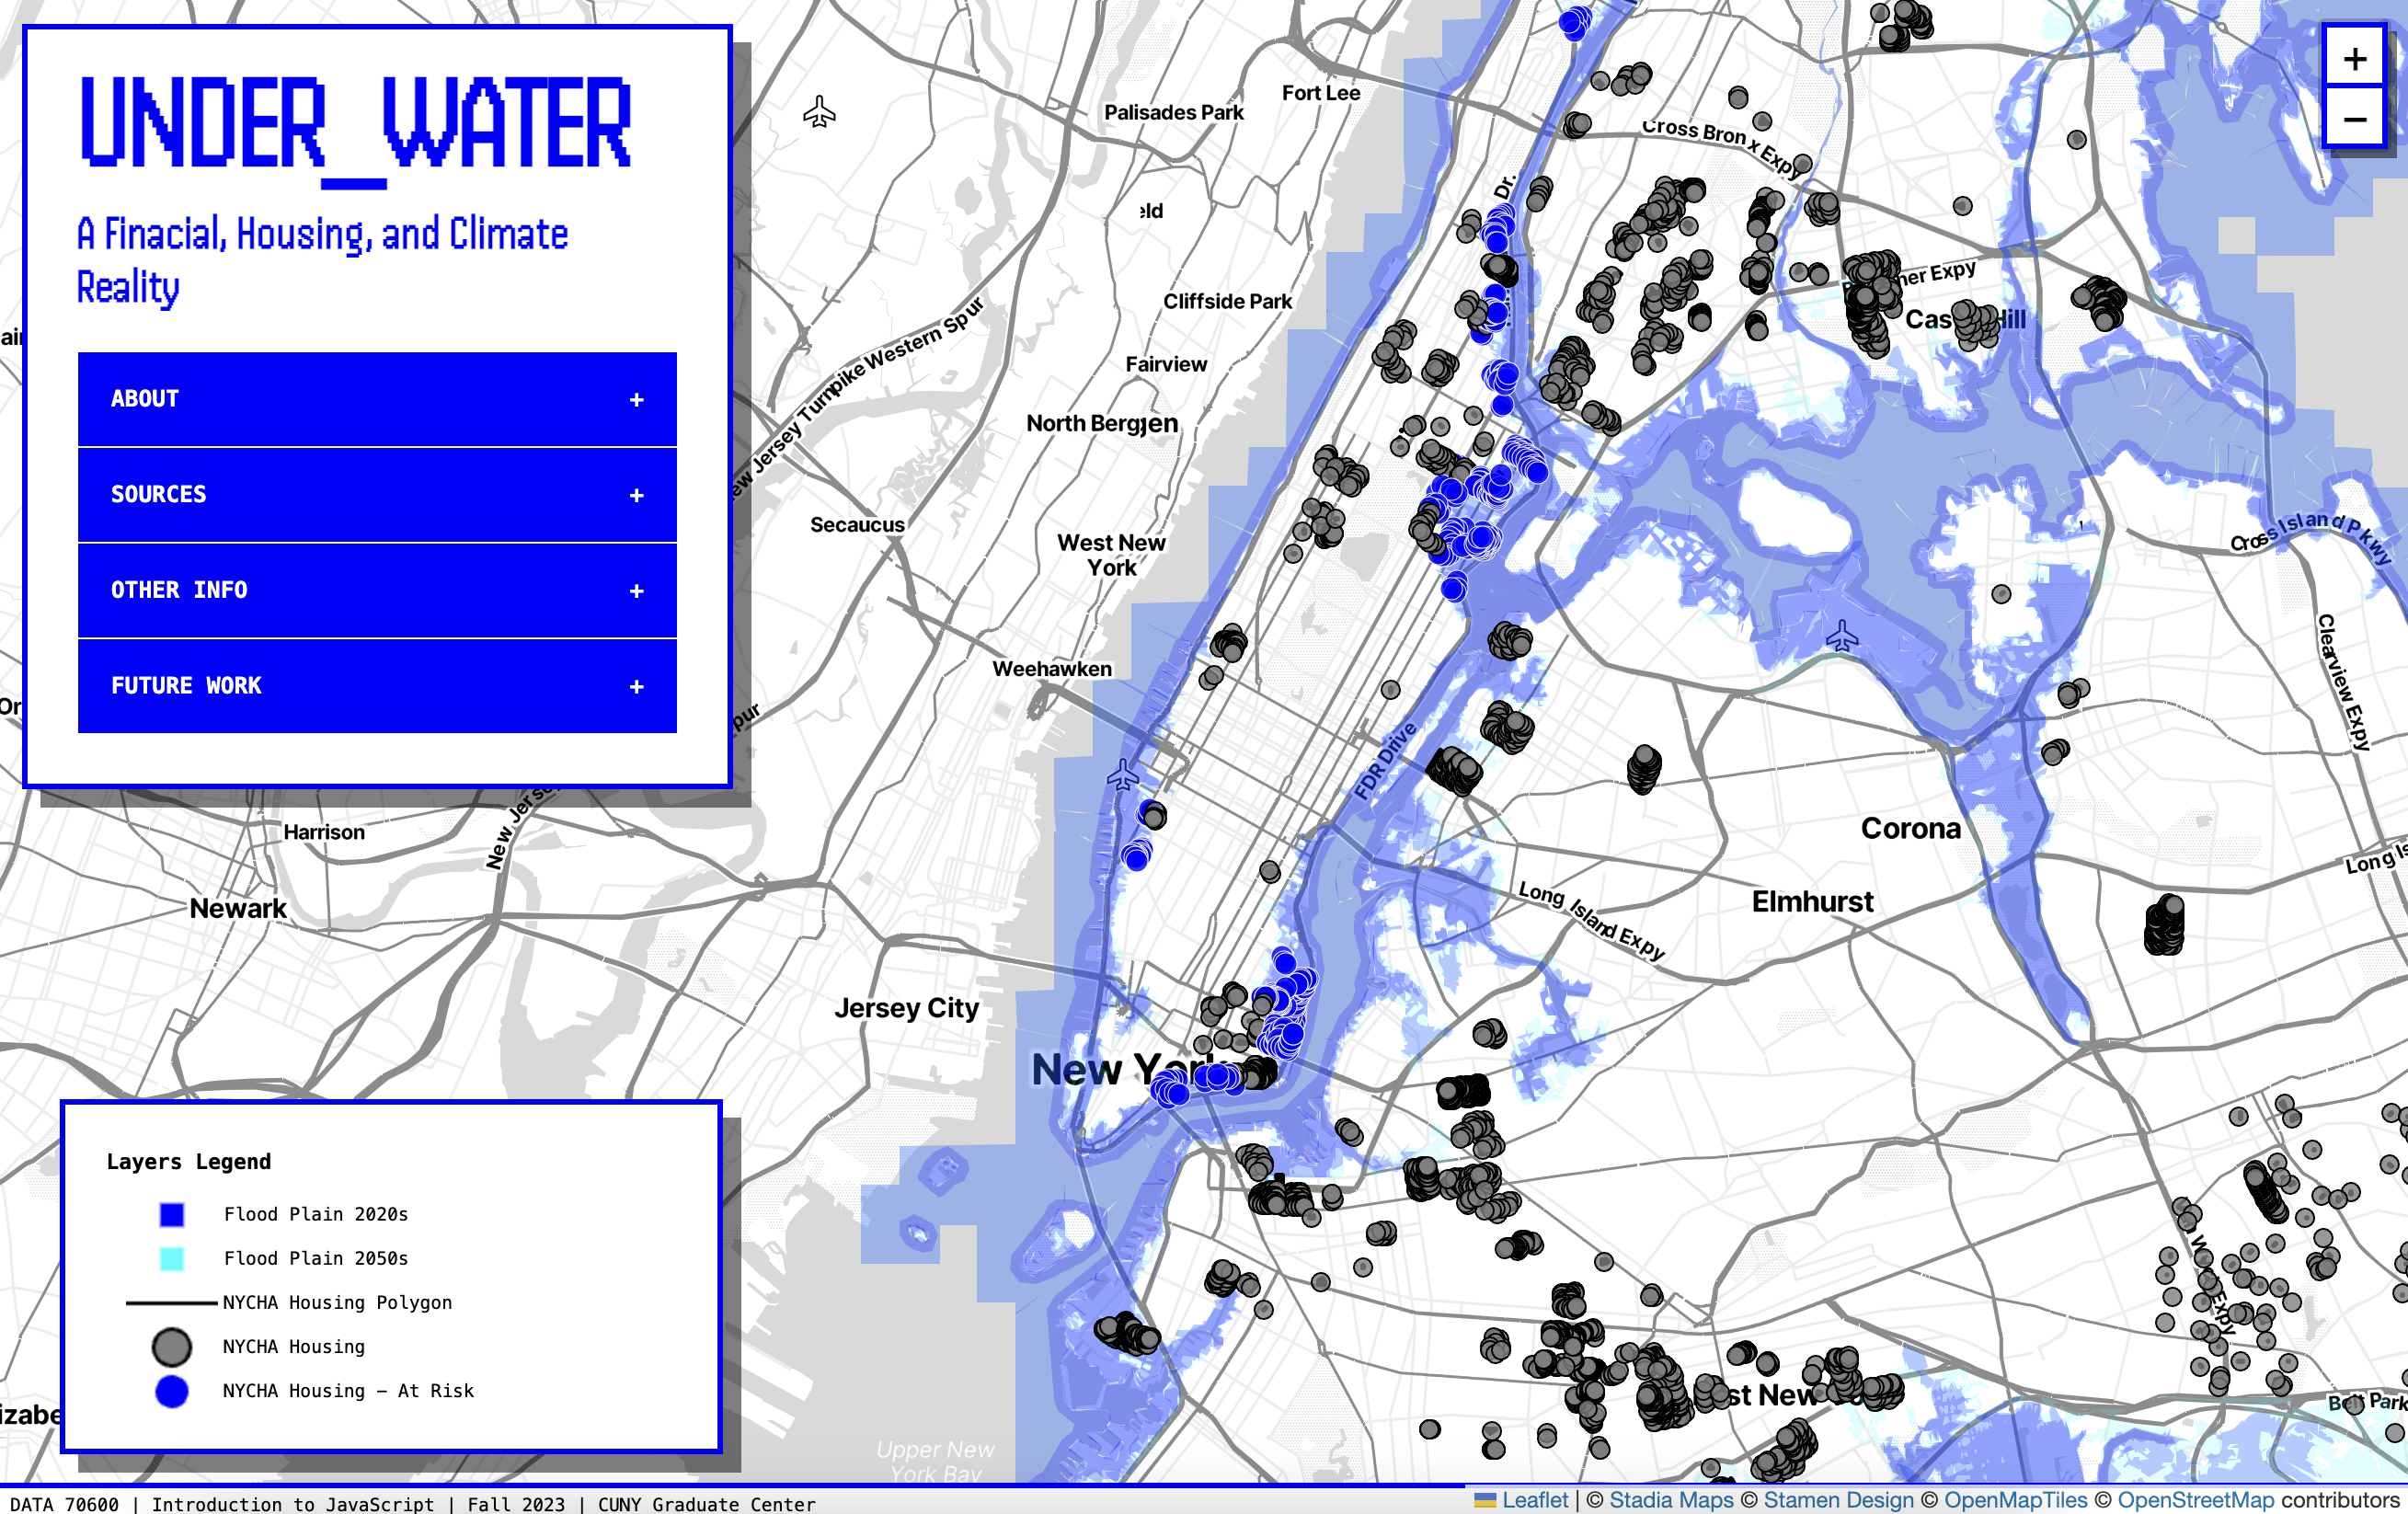 UNDER_WATER
A Finacial, Housing, and Climate
Reality
ABOUT +
SOURCES +
OTHER INFO +
FUTURE WORK +
Layers Legend
Flood Plain 2020s
Flood Plain 2050s
NYCHA Housing Polygon
NYCHA Housing
NYCHA Housing – At Risk
+
−
Fort Lee
Palisades Park
Cross Bronx Expy
Dr.
Cliffside Park
New Jersey Turnpike Western Spur
Fairview
North Bergen
Secaucus
West New
York
Weehawken
Cross Island Pkwy
Clearview Expy
FDR Drive
Harrison
Newark
Corona
Elmhurst
Long Island Expy
Jersey City
New York
Upper New
York Bay
DATA 70600 | Introduction to JavaScript | Fall 2023 | CUNY Graduate Center
Leaflet | © Stadia Maps © Stamen Design © OpenMapTiles © OpenStreetMap contributors